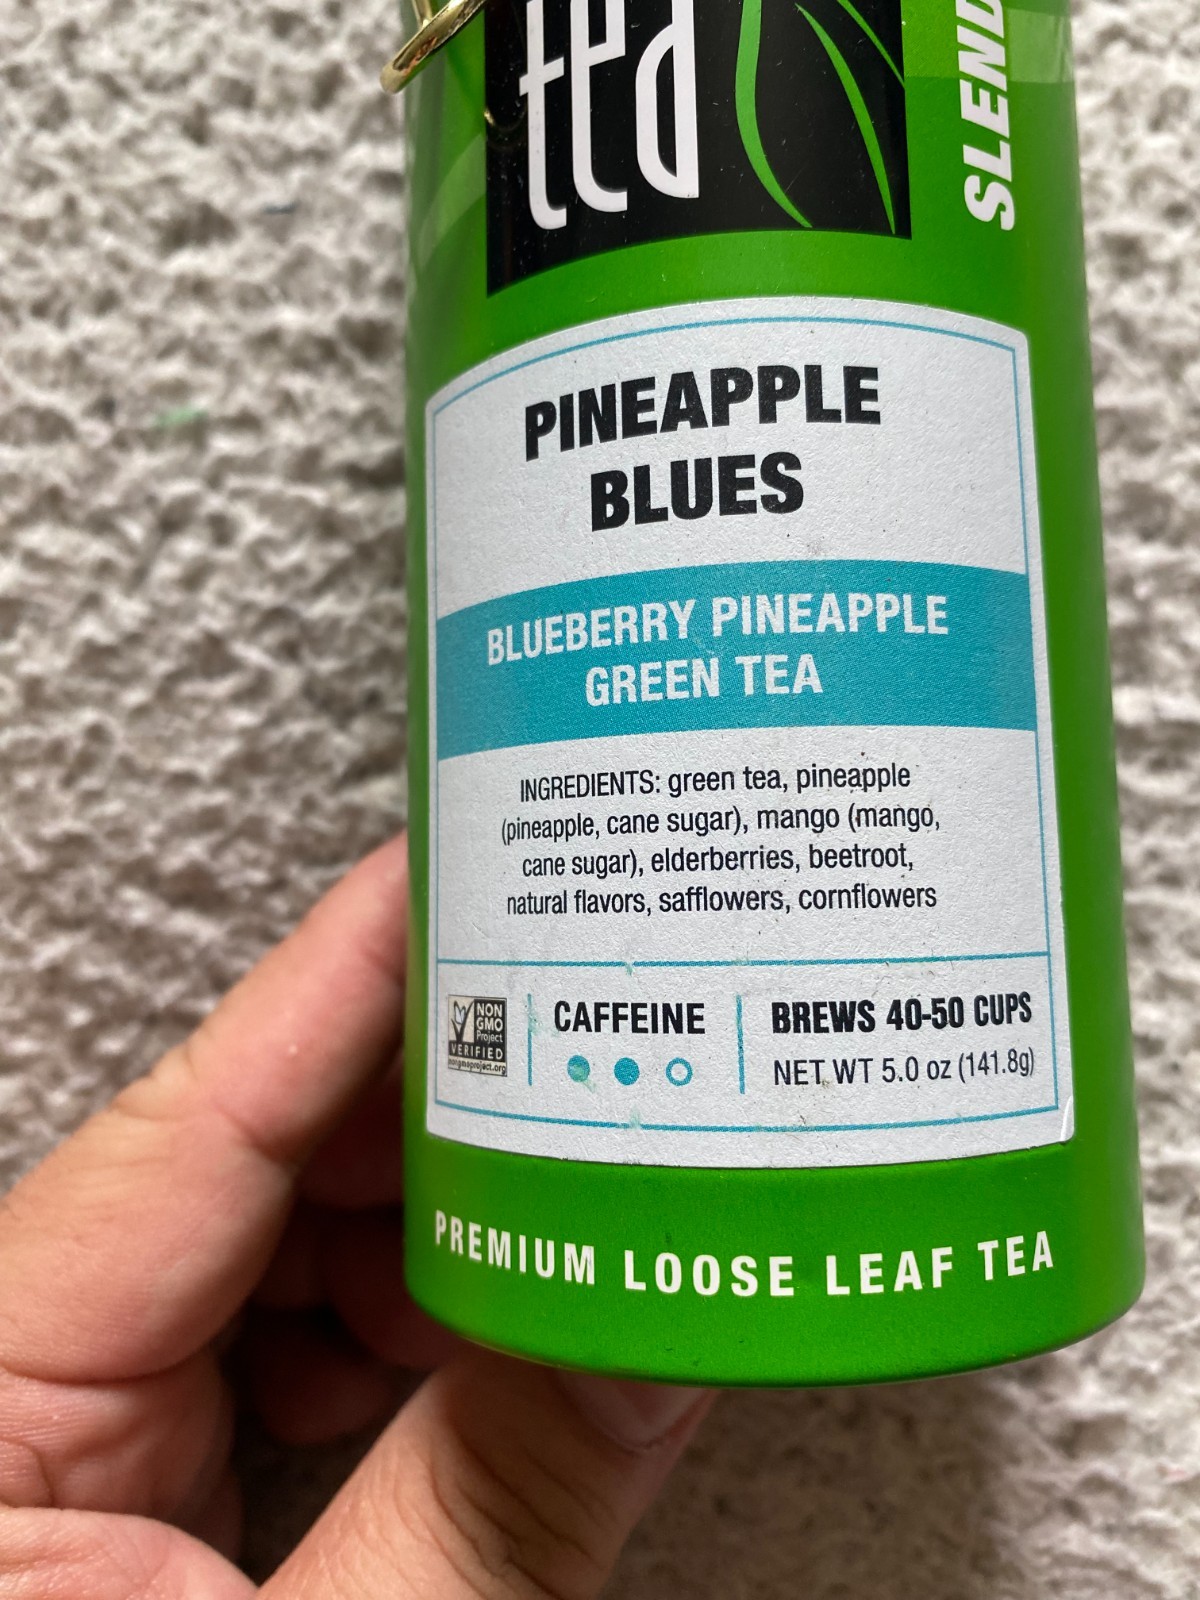 tea
SLEND
PINEAPPLE
BLUES
BLUEBERRY PINEAPPLE
GREEN TEA
INGREDIENTS: green tea, pineapple
(pineapple, cane sugar), mango (mango,
cane sugar), elderberries, beetroot,
natural flavors, safflowers, cornflowers
NON
GMO
Project
VERIFIED
nongmoproject.org
CAFFEINE
BREWS 40-50 CUPS
NET WT 5.0 oz (141.8g)
PREMIUM LOOSE LEAF TEA